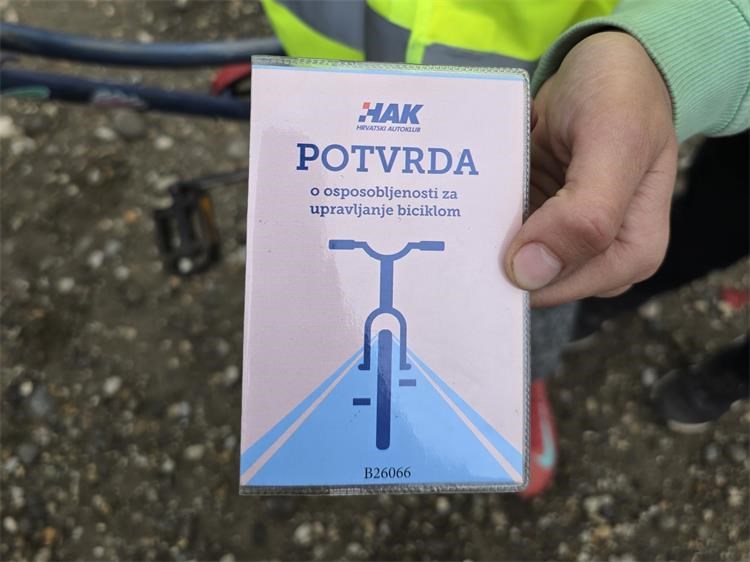 HAK
HRVATSKI AUTOKLUB
POTVRDA
o osposobljenosti za
upravljanje biciklom
B26066